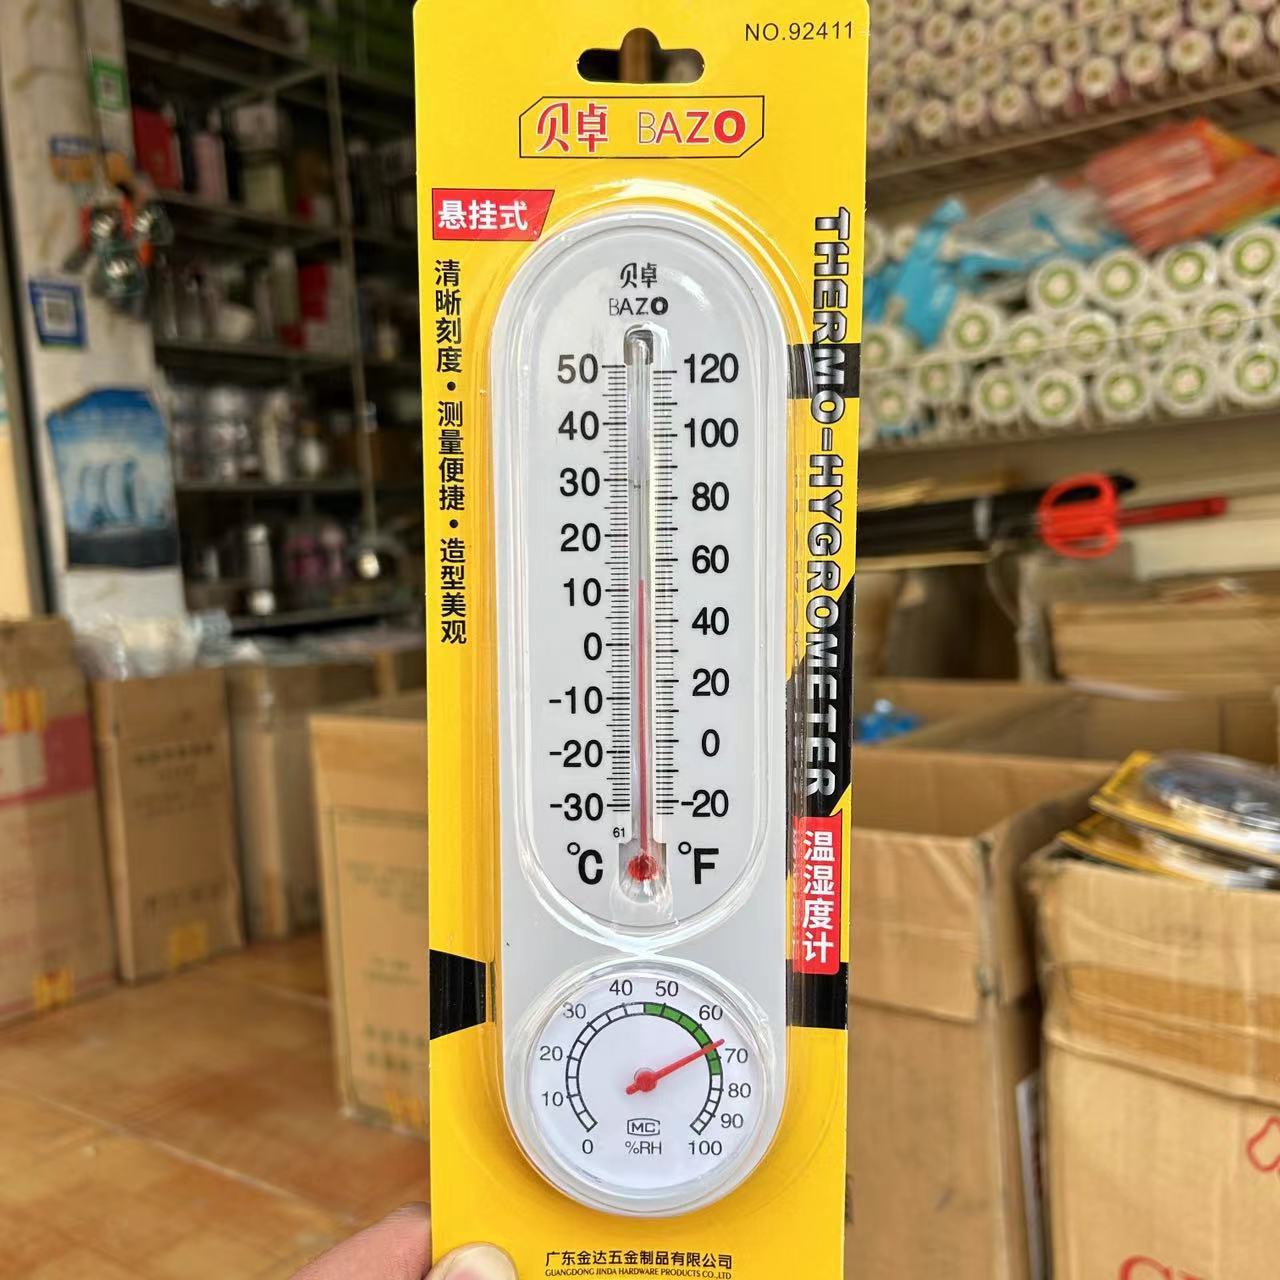 NO.92411
贝卓 BAZO
悬挂式
清晰刻度·测量便捷·造型美观
THERMO-HYGROMETER
温湿度计
贝卓
BAZO
50 120
40 100
30 80
20 60
10 40
0 20
-10 0
-20 -20
-30
61
°C °F
40 50
30 60
20 70
10 80
90
MC
0 %RH 100
广东金达五金制品有限公司
GUANGDONG JINDA HARDWARE PRODUCTS CO.,LTD